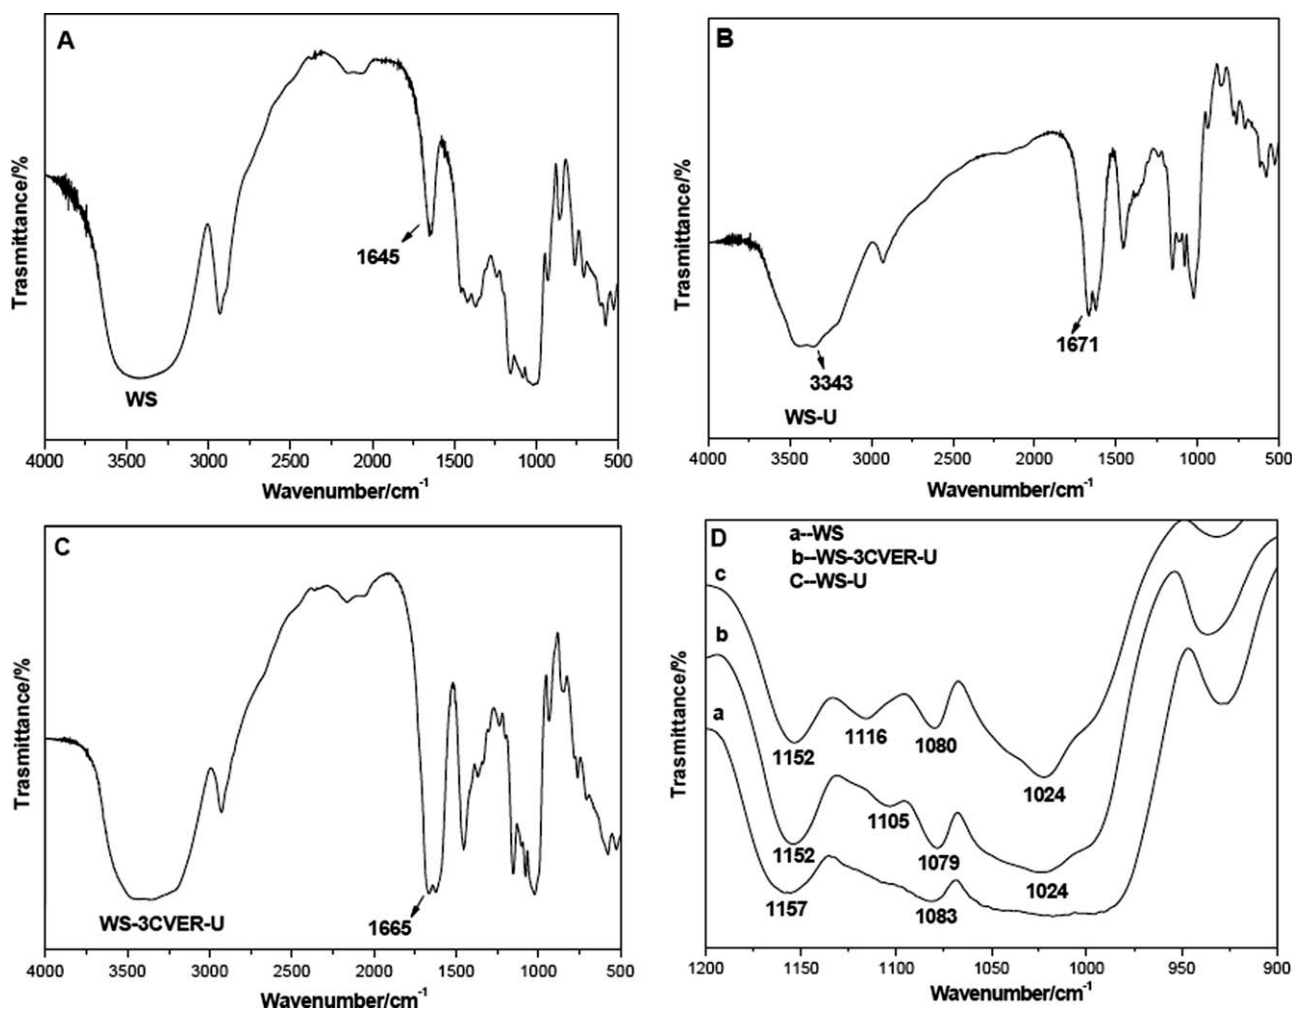 A
Trasmittance/%
1645
WS
4000 3500 3000 2500 2000 1500 1000 500
Wavenumber/cm-1
B
Trasmittance/%
1671
3343
WS-U
4000 3500 3000 2500 2000 1500 1000 500
Wavenumber/cm-1
C
Trasmittance/%
1665
WS-3CVER-U
4000 3500 3000 2500 2000 1500 1000 500
Wavenumber/cm-1
D
a--WS
b--WS-3CVER-U
C--WS-U
Trasmittance/%
c
b
a
1152 1116 1080 1024
1152 1105 1079 1024
1157 1083
1200 1150 1100 1050 1000 950 900
Wavenumber/cm-1